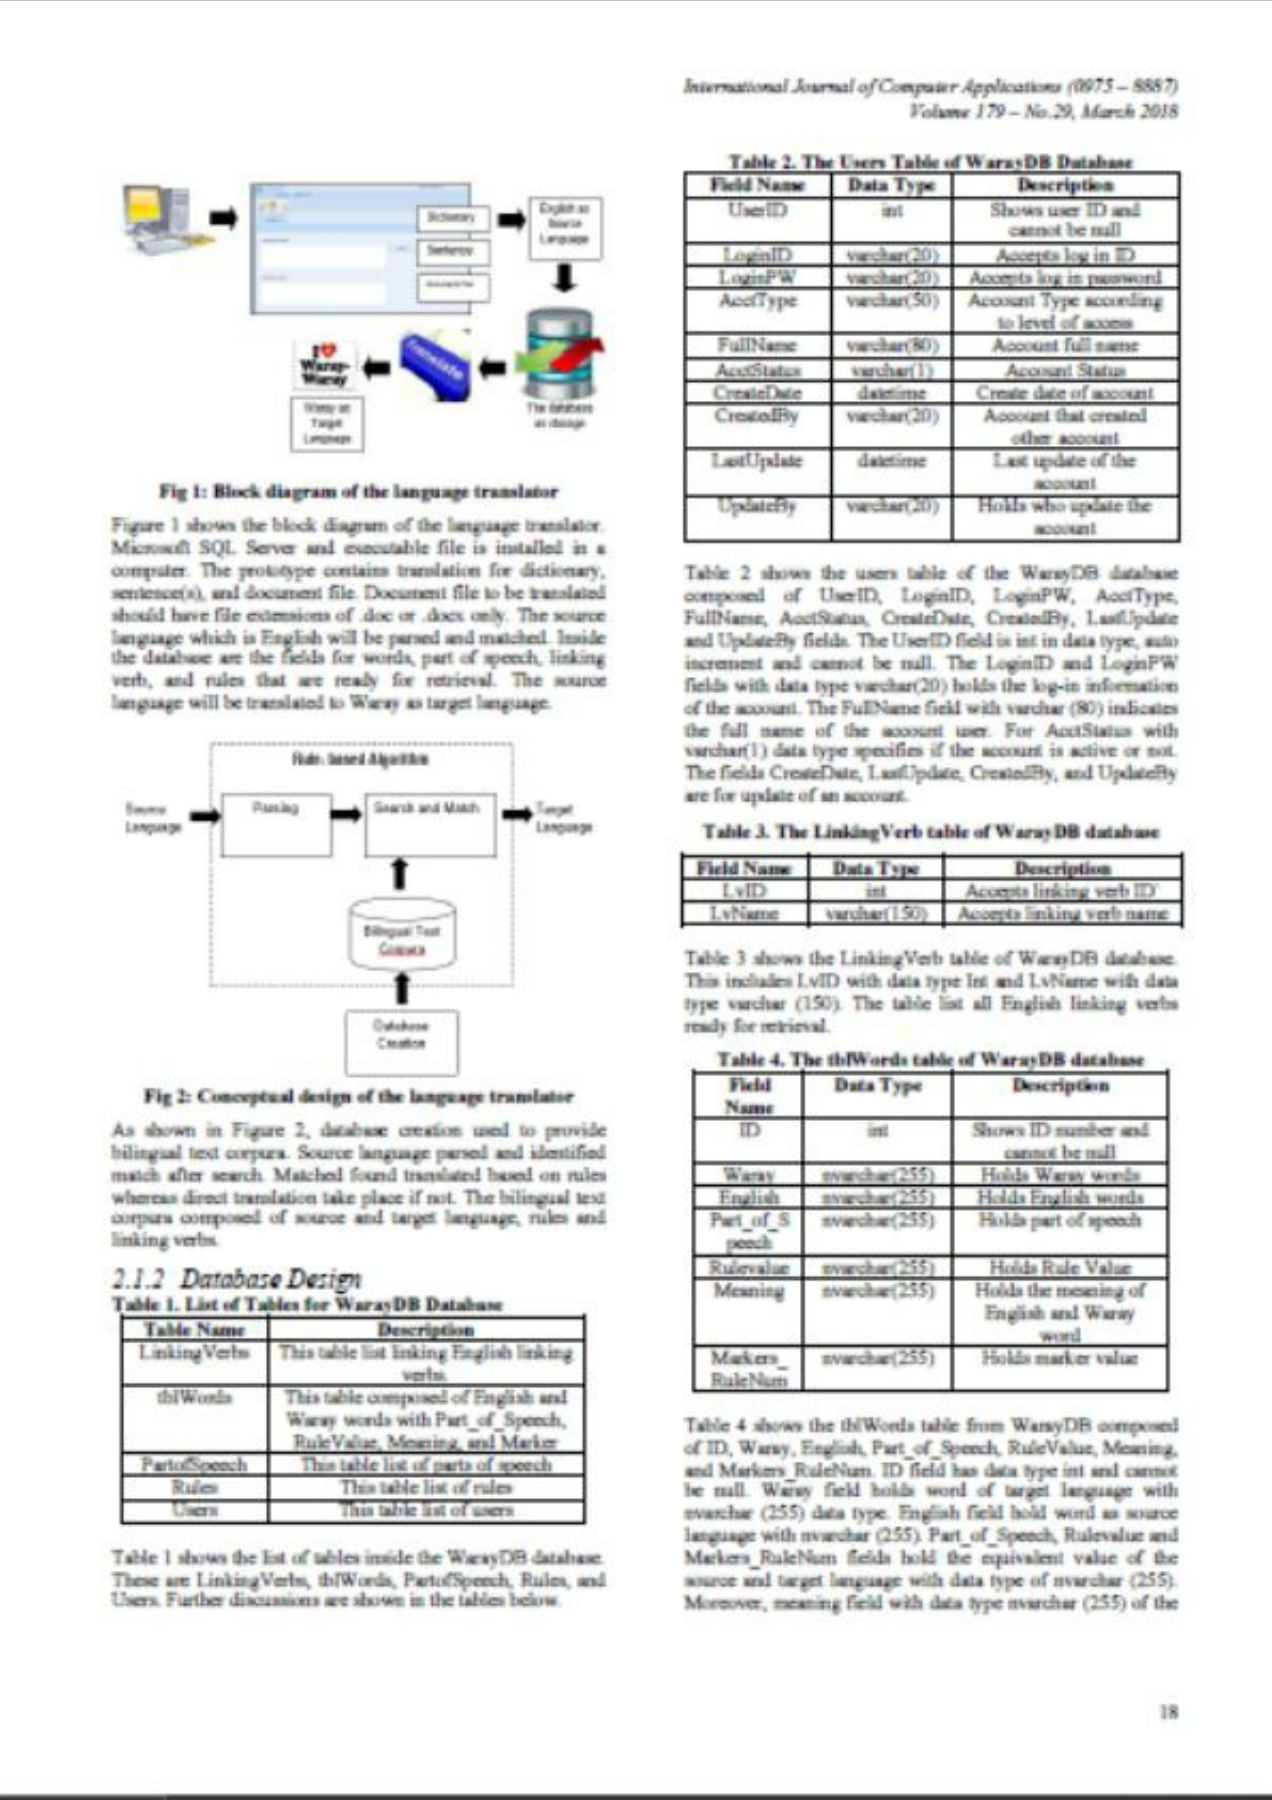 International Journal of Computer Applications (0975 – 8887)
Volume 179 – No.29, March 2018
Dictionary
Sentence
English as
Source
Language
Translate
I
Waray-
Waray
Waray as
Target
Language
The database
as storage
Fig 1: Block diagram of the language translator
Figure 1 shows the block diagram of the language translator.
Microsoft SQL Server and executable file is installed in a
computer. The prototype contains translation for dictionary,
sentence(s), and document file. Document file to be translated
should have file extensions of .doc or .docx only. The source
language which is English will be parsed and matched. Inside
the database are the fields for words, part of speech, linking
verb, and rules that are ready for retrieval. The source
language will be translated to Waray as target language.
Rule- based Algorithm
Source
Language
Parsing
Search and Match
Target
Language
Bilingual Text
Corpura
Database
Creation
Fig 2: Conceptual design of the language translator
As shown in Figure 2, database creation used to provide
bilingual text corpura. Source language parsed and identified
match after search. Matched found translated based on rules
whereas direct translation take place if not. The bilingual text
corpura composed of source and target language, rules and
linking verbs.
2.1.2 Database Design
Table 1. List of Tables for WarayDB Database
Table Name Description
LinkingVerbs This table list linking English linking
verbs.
tblWords This table composed of English and
Waray words with Part_of_Speech,
RuleValue, Meaning, and Marker
PartofSpeech This table list of parts of speech
Rules This table list of rules
Users This table list of users
Table 1 shows the list of tables inside the WarayDB database.
These are LinkingVerbs, tblWords, PartofSpeech, Rules, and
Users. Further discussions are shown in the tables below.
Table 2. The Users Table of WarayDB Database
Field Name Data Type Description
UserID int Shows user ID and
cannot be null
LoginID varchar(20) Accepts log in ID
LoginPW varchar(20) Accepts log in password
AcctType varchar(50) Account Type according
to level of access
FullName varchar(80) Account full name
AcctStatus varchar(1) Account Status
CreateDate datetime Create date of account
CreatedBy varchar(20) Account that created
other account
LastUpdate datetime Last update of the
account
UpdateBy varchar(20) Holds who update the
account
Table 2 shows the users table of the WarayDB database
composed of UserID, LoginID, LoginPW, AcctType,
FullName, AcctStatus, CreateDate, CreatedBy, LastUpdate
and UpdateBy fields. The UserID field is int in data type, auto
increment and cannot be null. The LoginID and LoginPW
fields with data type varchar(20) holds the log-in information
of the account. The FullName field with varchar (80) indicates
the full name of the account user. For AcctStatus with
varchar(1) data type specifies if the account is active or not.
The fields CreateDate, LastUpdate, CreatedBy, and UpdateBy
are for update of an account.
Table 3. The LinkingVerb table of WarayDB database
Field Name Data Type Description
LvID int Accepts linking verb ID`
LvName varchar(150) Accepts linking verb name
Table 3 shows the LinkingVerb table of WarayDB database.
This includes LvID with data type Int and LvName with data
type varchar (150). The table list all English linking verbs
ready for retrieval.
Table 4. The tblWords table of WarayDB database
Field Data Type Description
Name
ID int Shows ID number and
cannot be null
Waray nvarchar(255) Holds Waray words
English nvarchar(255) Holds English words
Part_of_S nvarchar(255) Holds part of speech
peech
Rulevalue nvarchar(255) Holds Rule Value
Meaning nvarchar(255) Holds the meaning of
English and Waray
word
Markers_ nvarchar(255) Holds marker value
RuleNum
Table 4 shows the tblWords table from WarayDB composed
of ID, Waray, English, Part_of_Speech, RuleValue, Meaning,
and Markers_RuleNum. ID field has data type int and cannot
be null. Waray field holds word of target language with
nvarchar (255) data type. English field hold word as source
language with nvarchar (255). Part_of_Speech, Rulevalue and
Markers_RuleNum fields hold the equivalent value of the
source and target language with data type of nvarchar (255).
Moreover, meaning field with data type nvarchar (255) of the
18